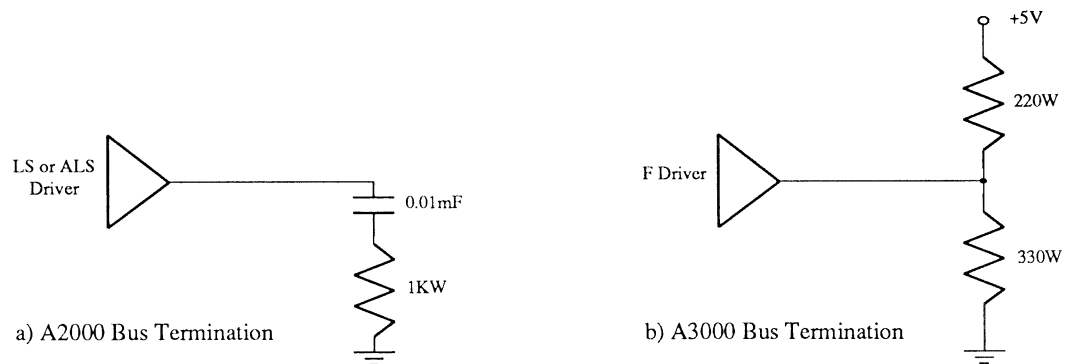 LS or ALS
Driver
0.01mF
1KW
a) A2000 Bus Termination
+5V
220W
F Driver
330W
b) A3000 Bus Termination